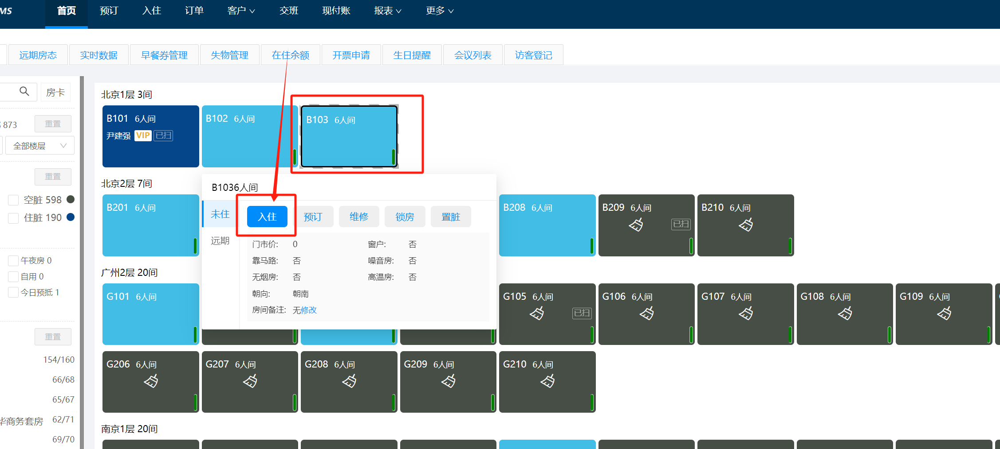 MS 首页 预订 入住 订单 客户 交班 现付账 报表 更多
远期房态 实时数据 早餐券管理 失物管理 在住余额 开票申请 生日提醒 会议列表 访客登记
房卡
873 重置
全部楼层
重置
空脏 598
住脏 190
午夜房 0
自用 0
今日预抵 1
重置
154/160
66/68
65/67
华商务套房 62/71
69/70
北京1层 3间
B101 6人间
尹建强 VIP 已扫
B102 6人间
B103 6人间
北京2层 7间
B201 6人间
B208 6人间
B209 6人间
已扫
B210 6人间
B1036人间
未住
远期
入住 预订 维修 锁房 置脏
门市价: 0 窗户: 否
靠马路: 否 噪音房: 否
无烟房: 否 高温房: 否
朝向: 朝南
房间备注: 无修改
广州2层 20间
G101 6人间
G105 6人间
已扫
G106 6人间
G107 6人间
G108 6人间
G109 6人间
G206 6人间
G207 6人间
G208 6人间
G209 6人间
G210 6人间
南京1层 20间